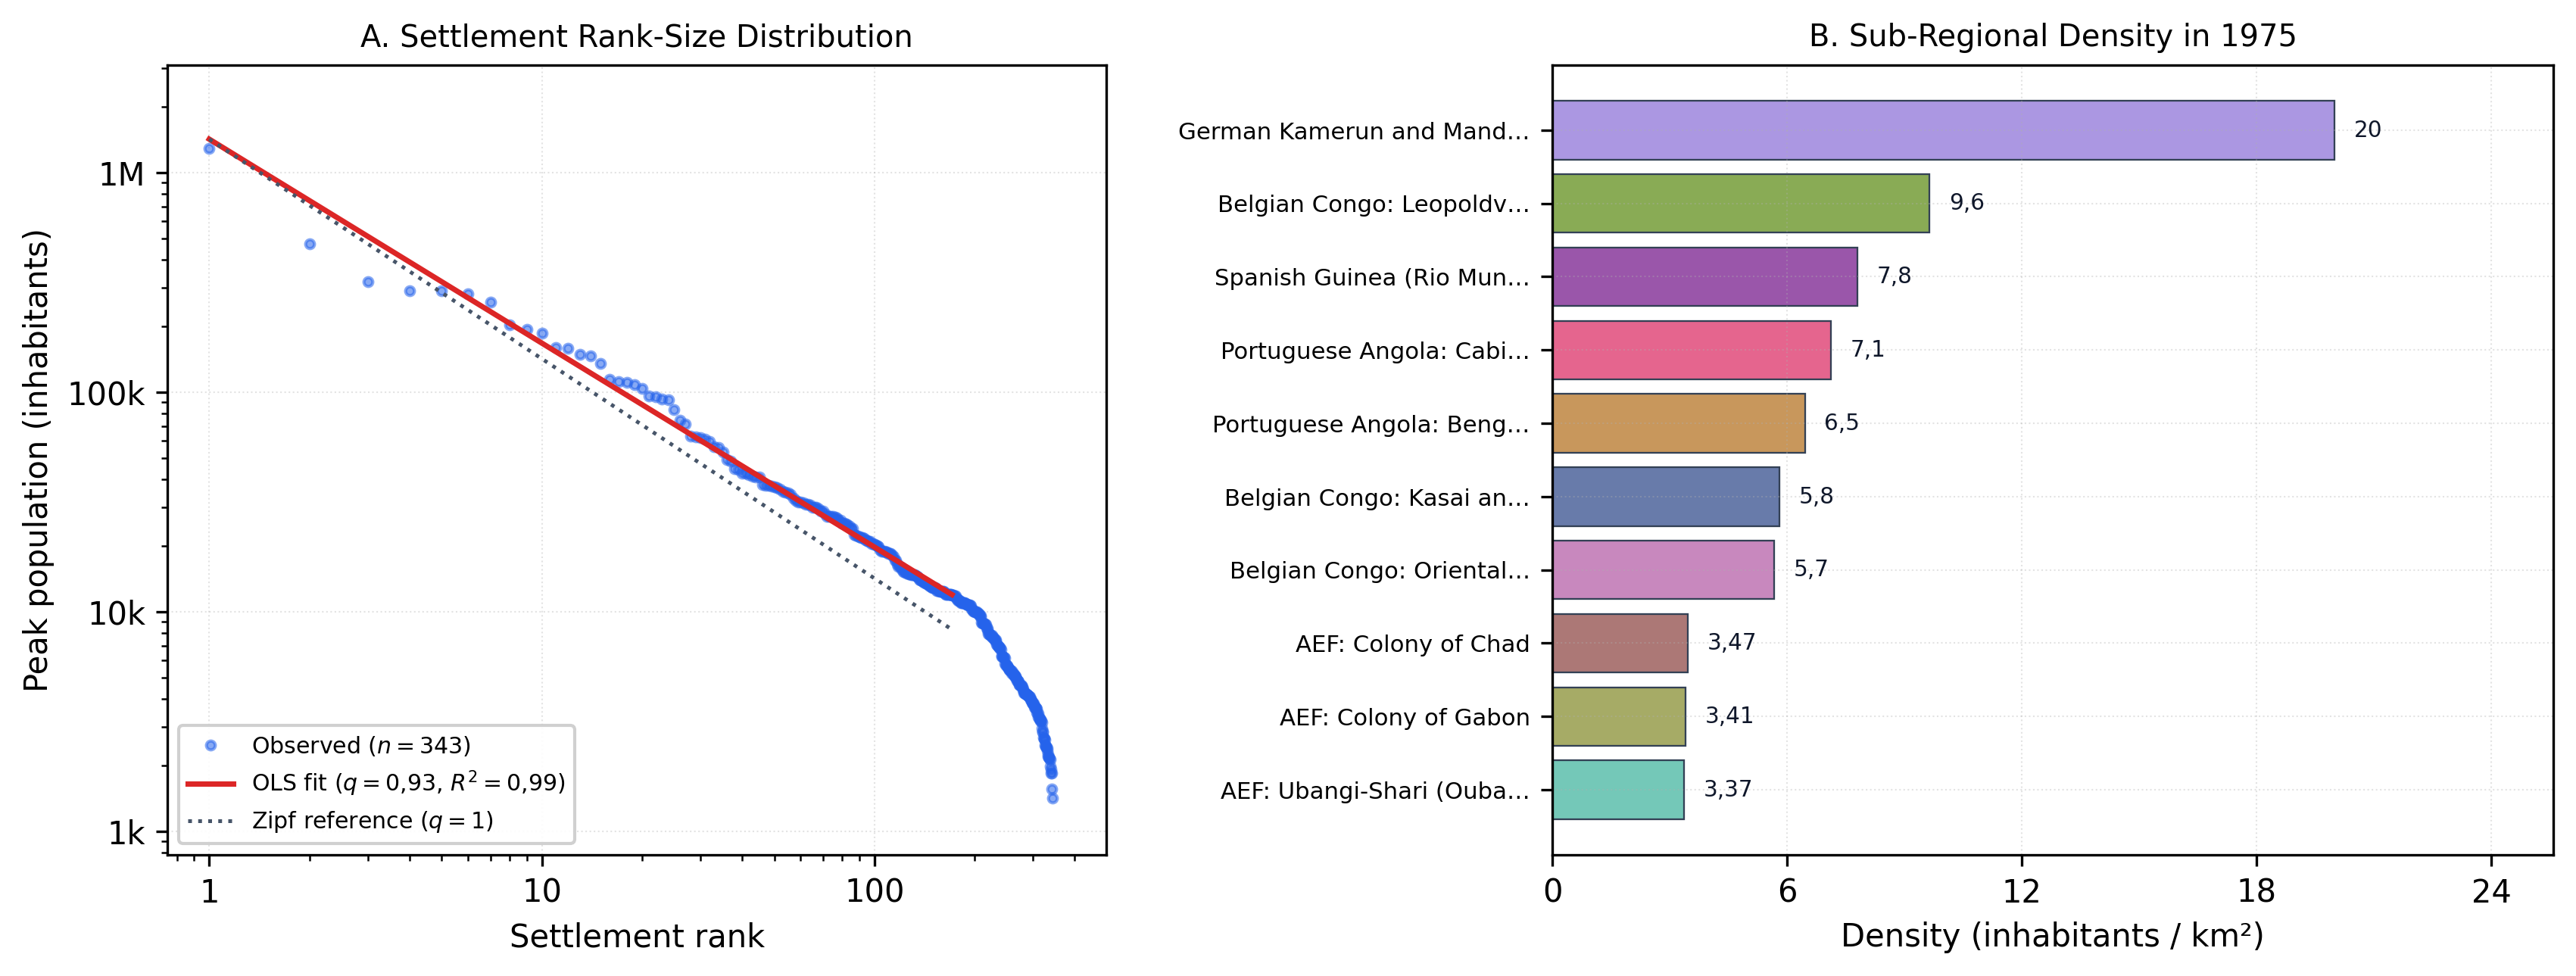 A. Settlement Rank-Size Distribution
Peak population (inhabitants)
1M
100k
10k
1k
Observed (n = 343)
OLS fit (q = 0,93, R² = 0,99)
Zipf reference (q = 1)
1 10 100
Settlement rank
B. Sub-Regional Density in 1975
German Kamerun and Mand... 20
Belgian Congo: Leopoldv... 9,6
Spanish Guinea (Rio Mun... 7,8
Portuguese Angola: Cabi... 7,1
Portuguese Angola: Beng... 6,5
Belgian Congo: Kasai an... 5,8
Belgian Congo: Oriental... 5,7
AEF: Colony of Chad 3,47
AEF: Colony of Gabon 3,41
AEF: Ubangi-Shari (Ouba... 3,37
0 6 12 18 24
Density (inhabitants / km²)